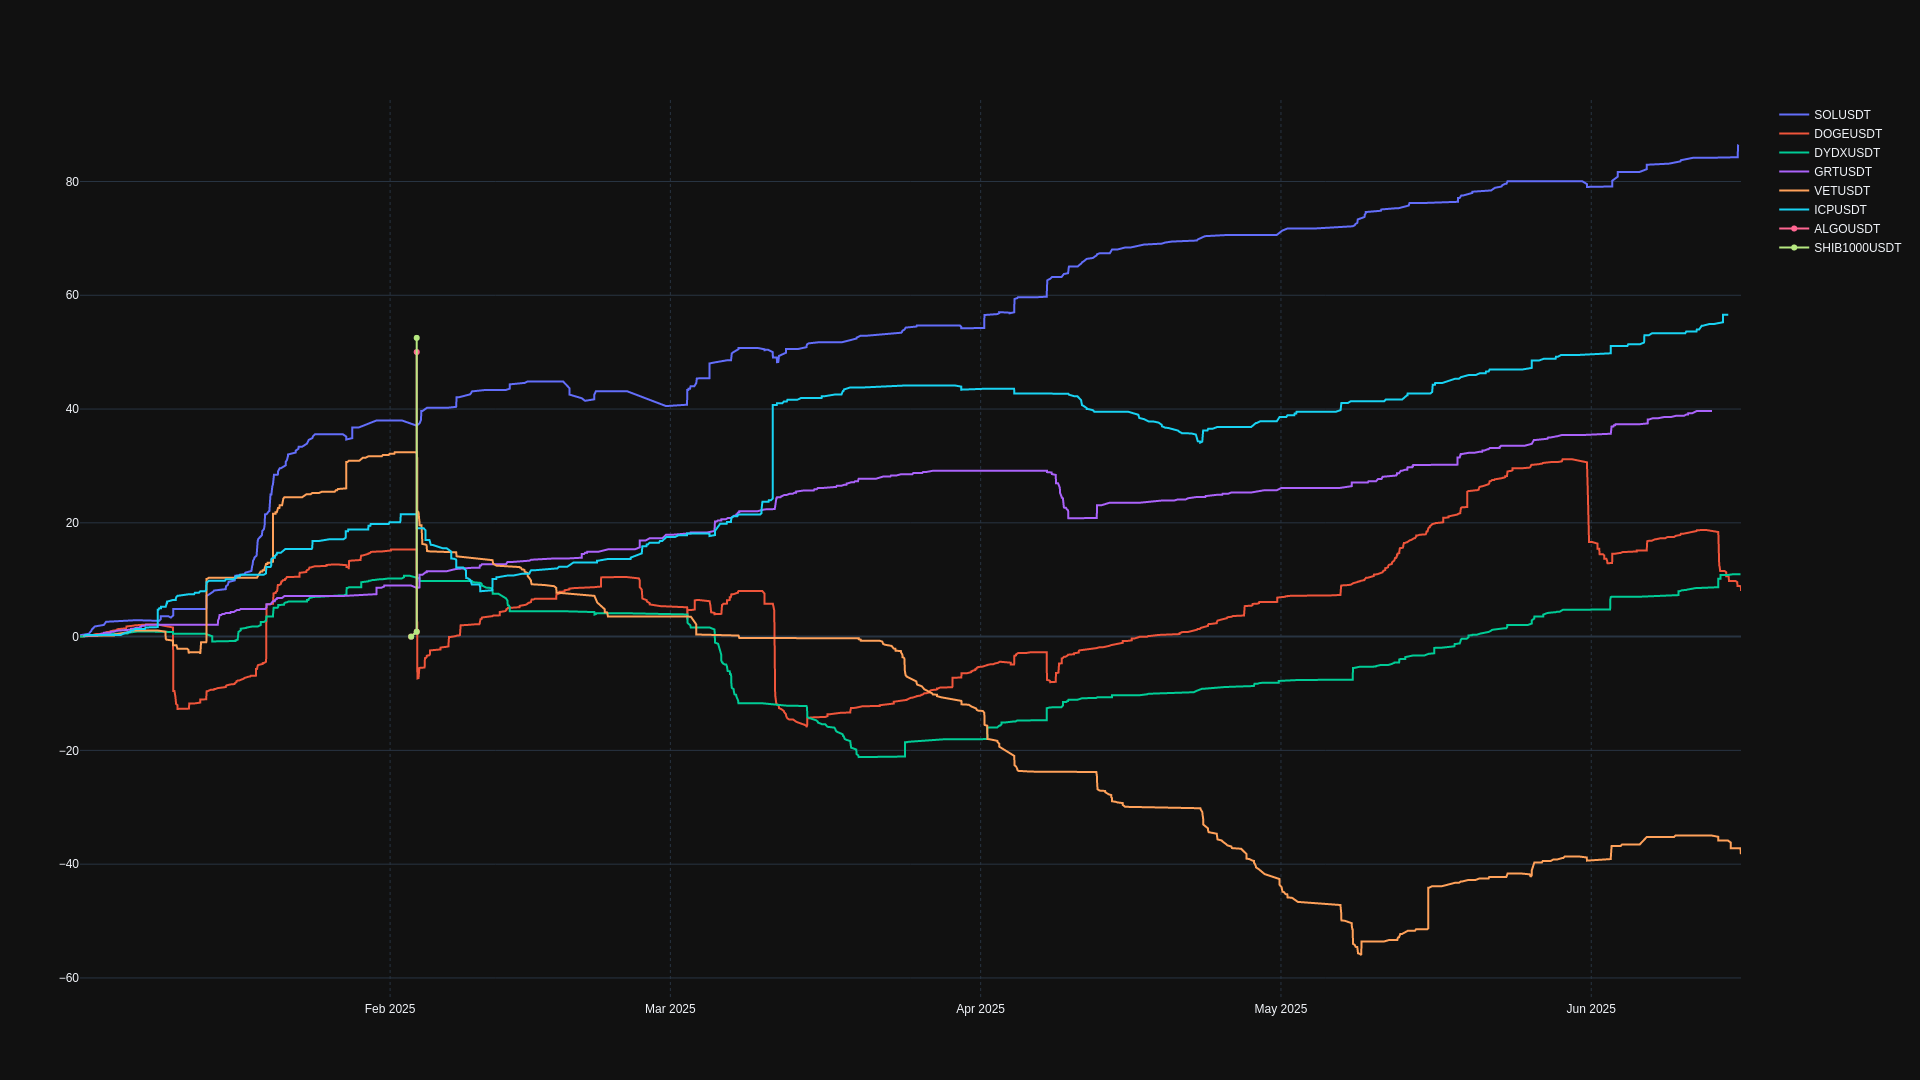 SOLUSDT
DOGEUSDT
DYDXUSDT
GRTUSDT
VETUSDT
ICPUSDT
ALGOUSDT
SHIB1000USDT
80
60
40
20
0
−20
−40
−60
Feb 2025
Mar 2025
Apr 2025
May 2025
Jun 2025